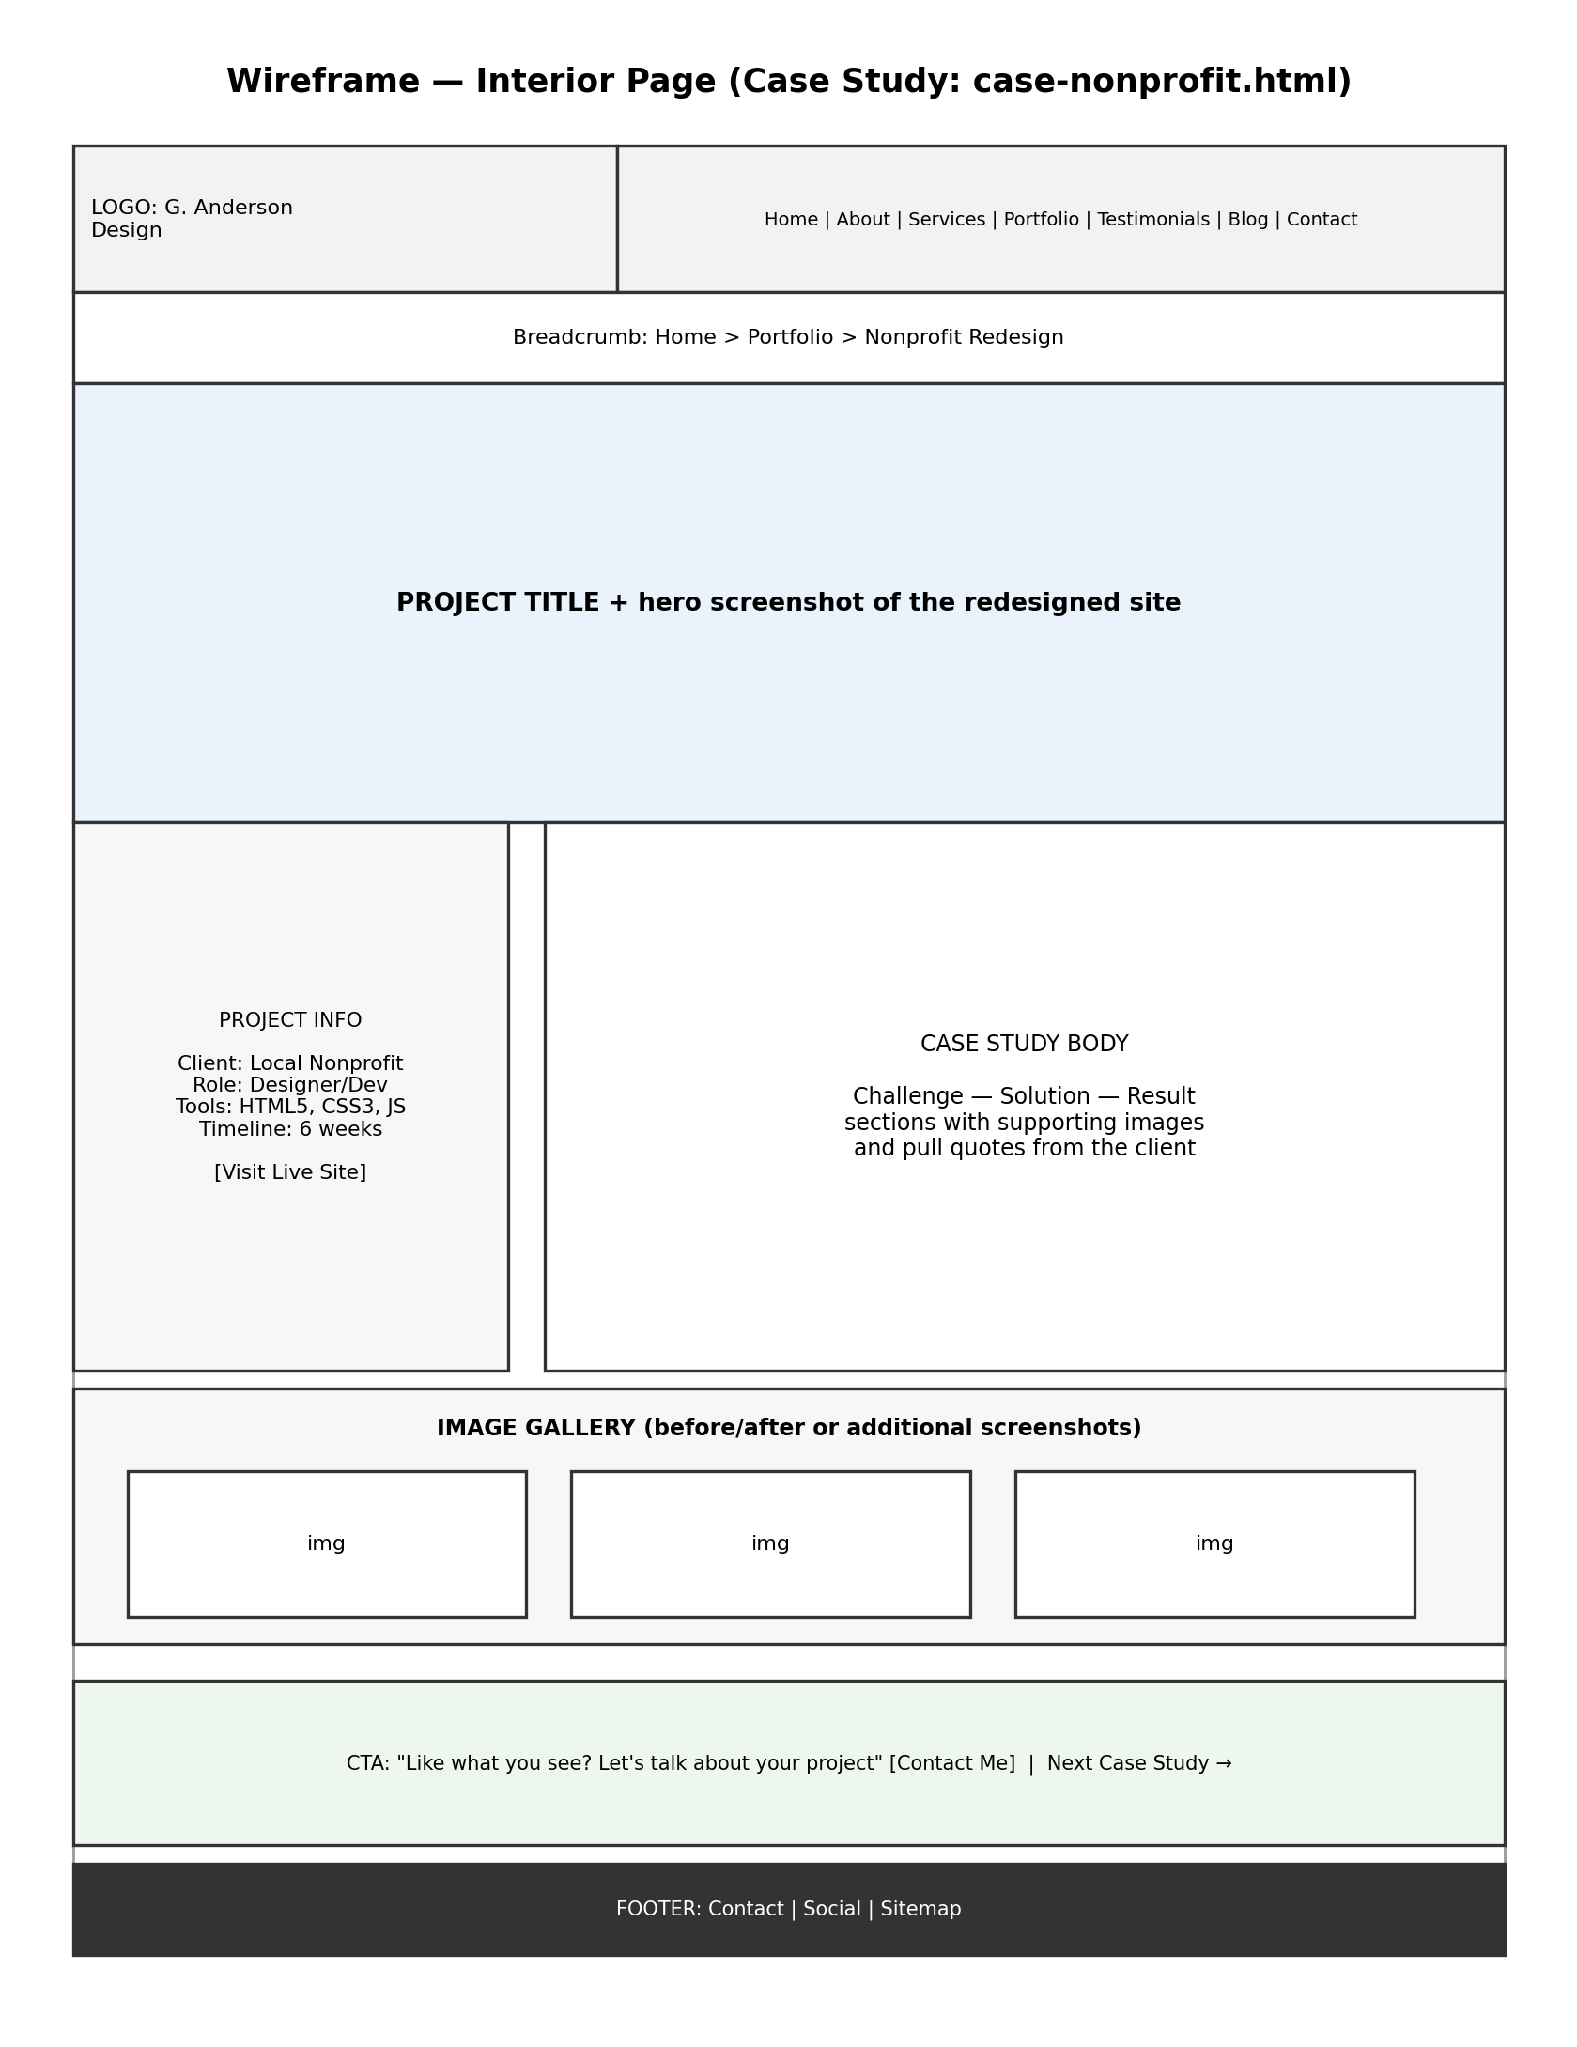 Wireframe — Interior Page (Case Study: case-nonprofit.html)
LOGO: G. Anderson
Design
Home | About | Services | Portfolio | Testimonials | Blog | Contact
Breadcrumb: Home > Portfolio > Nonprofit Redesign
PROJECT TITLE + hero screenshot of the redesigned site
PROJECT INFO
Client: Local Nonprofit
Role: Designer/Dev
Tools: HTML5, CSS3, JS
Timeline: 6 weeks
[Visit Live Site]
CASE STUDY BODY
Challenge — Solution — Result
sections with supporting images
and pull quotes from the client
IMAGE GALLERY (before/after or additional screenshots)
img
img
img
CTA: "Like what you see? Let's talk about your project" [Contact Me]  |  Next Case Study →
FOOTER: Contact | Social | Sitemap